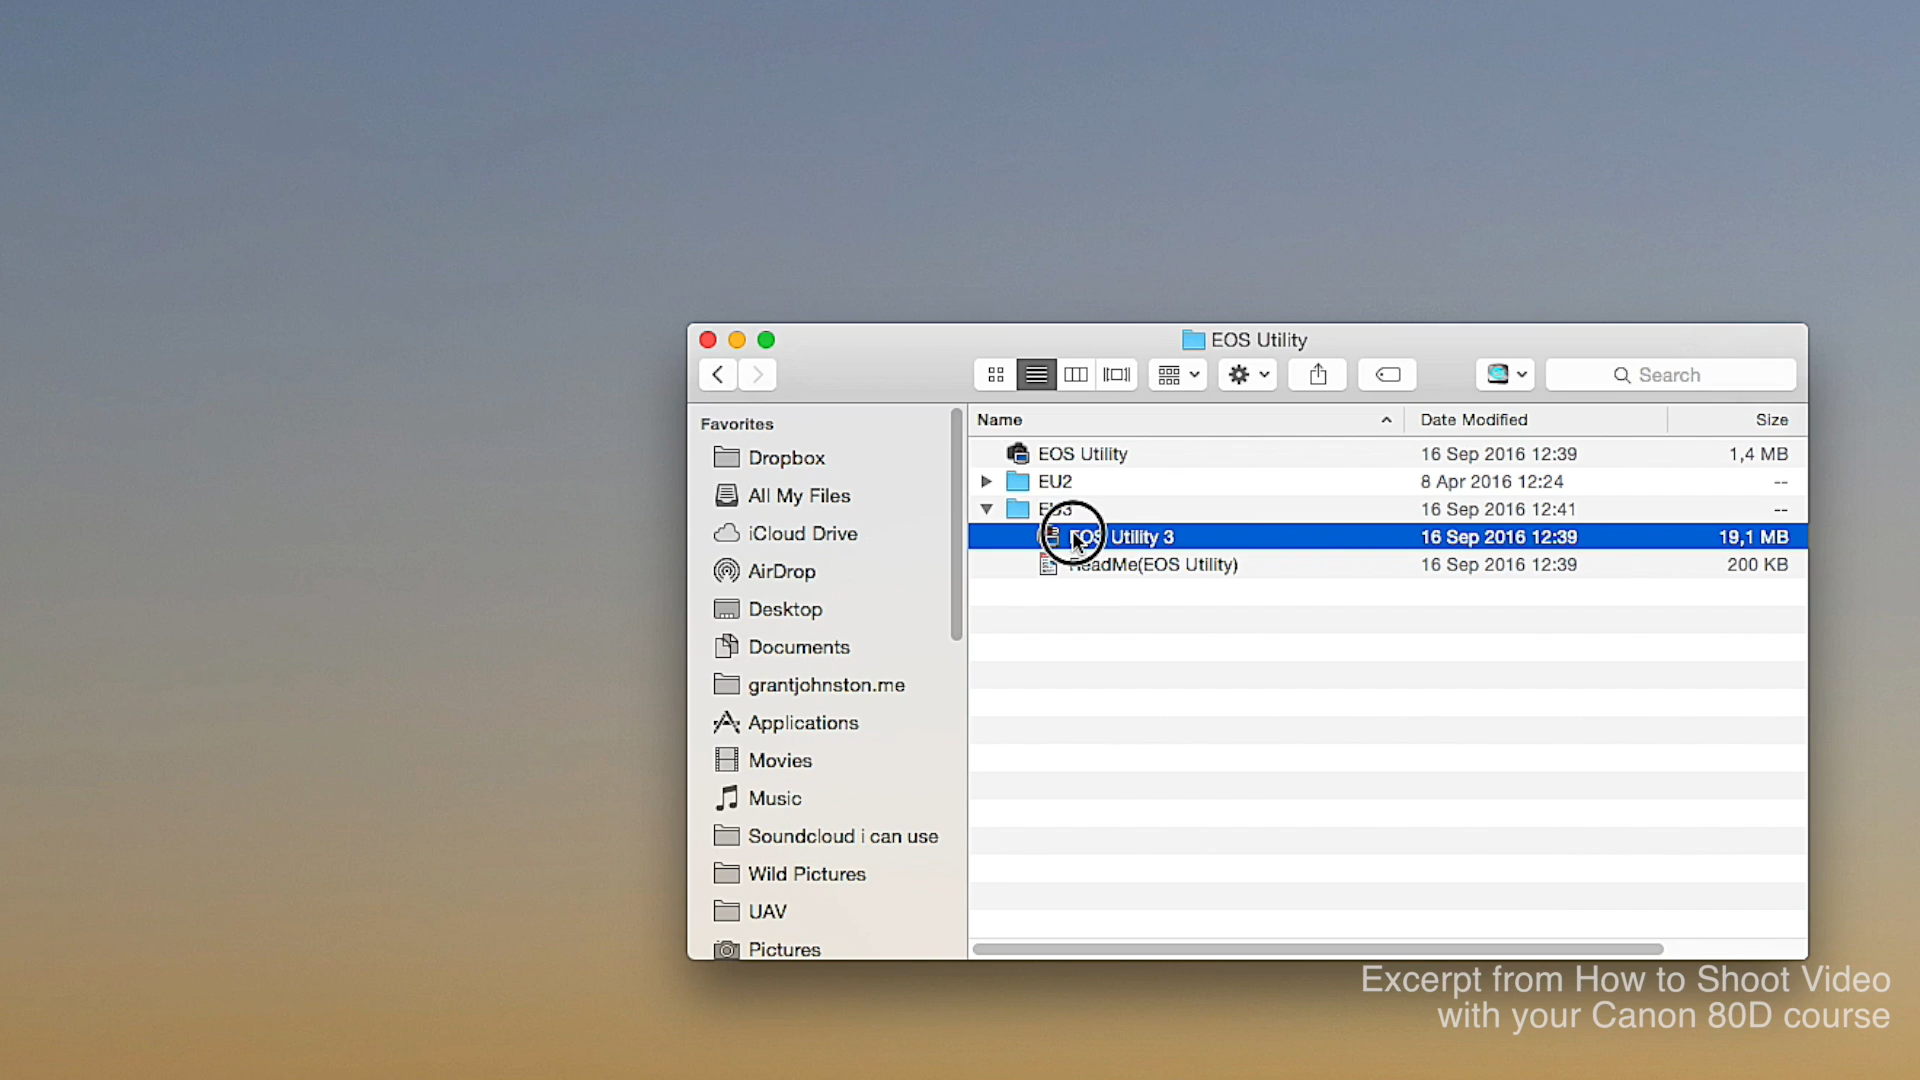 EOS Utility
Search
Favorites
Dropbox
All My Files
iCloud Drive
AirDrop
Desktop
Documents
grantjohnston.me
Applications
Movies
Music
Soundcloud i can use
Wild Pictures
UAV
Pictures
Name Date Modified Size
EOS Utility 16 Sep 2016 12:39 1,4 MB
EU2 8 Apr 2016 12:24 --
EU3 16 Sep 2016 12:41 --
EOS Utility 3 16 Sep 2016 12:39 19,1 MB
ReadMe(EOS Utility) 16 Sep 2016 12:39 200 KB
Excerpt from How to Shoot Video
with your Canon 80D course